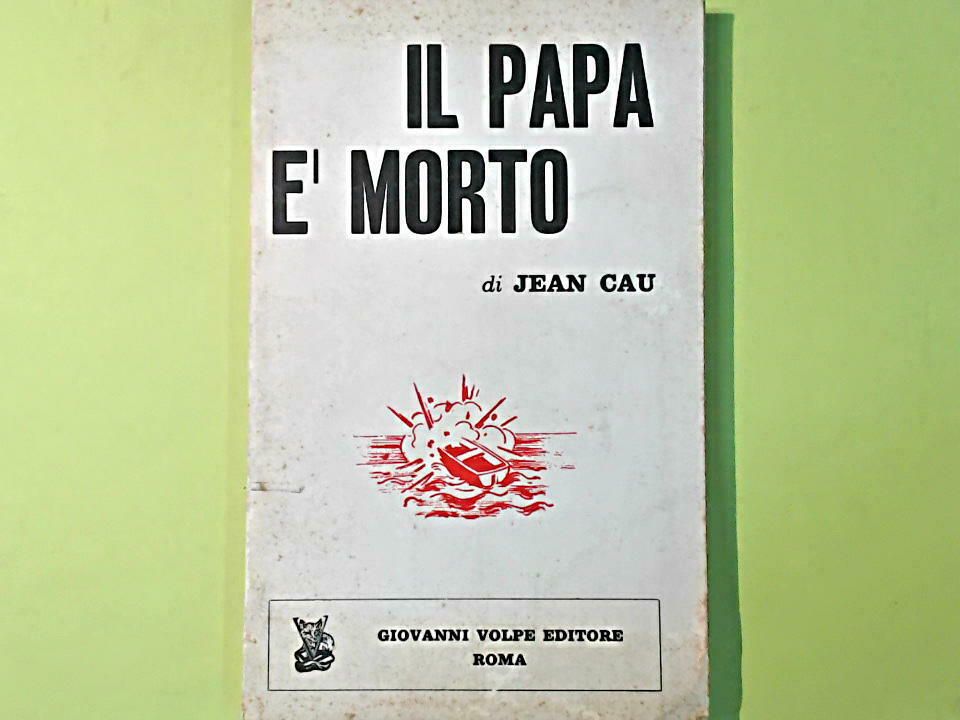 IL PAPA
E' MORTO
di JEAN CAU
GIOVANNI VOLPE EDITORE
ROMA